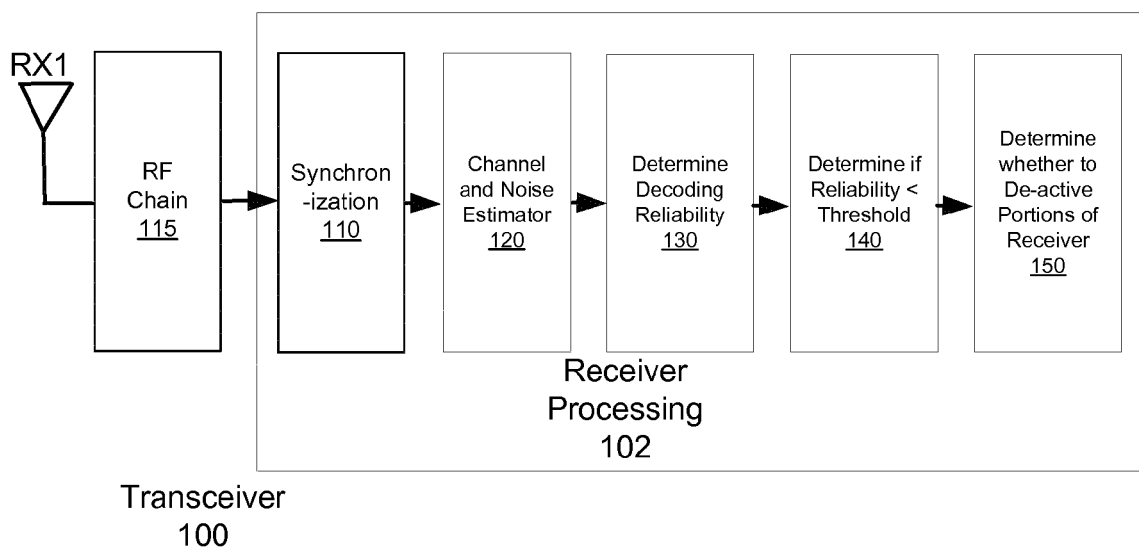 RX1
RF
Chain
115
Synchron
-ization
110
Channel
and Noise
Estimator
120
Determine
Decoding
Reliability
130
Determine if
Reliability <
Threshold
140
Determine
whether to
De-active
Portions of
Receiver
150
Receiver
Processing
102
Transceiver
100